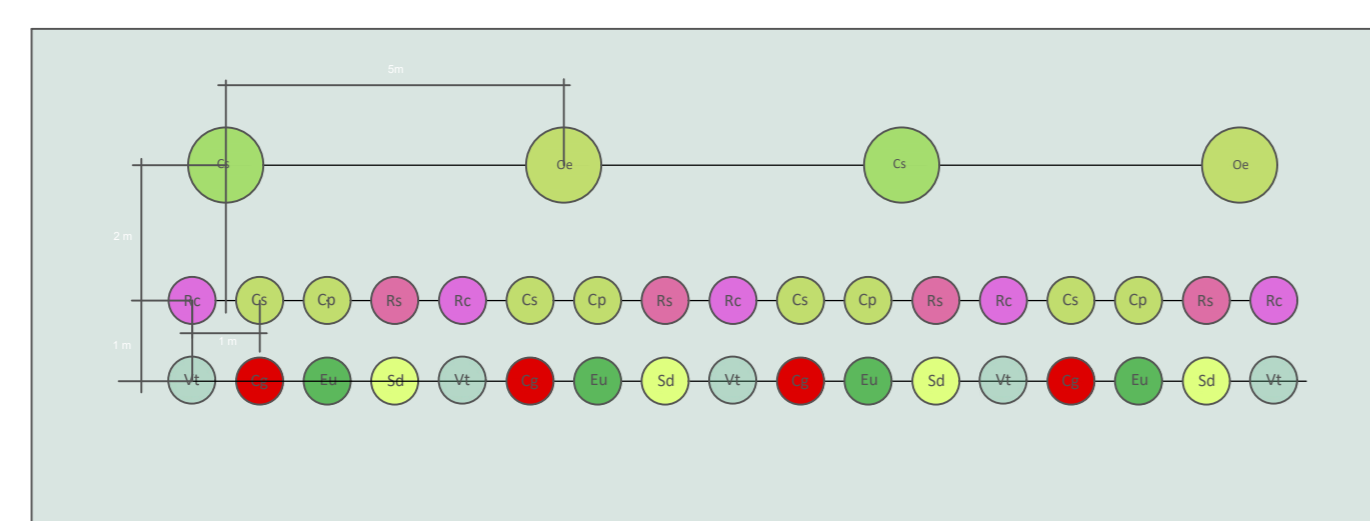 5m
Cs Oe Cs Oe
2 m
Rc Cs Cp Rs Rc Cs Cp Rs Rc Cs Cp Rs Rc Cs Cp Rs Rc
1 m 1 m
Vt Cg Eu Sd Vt Cg Eu Sd Vt Cg Eu Sd Vt Cg Eu Sd Vt